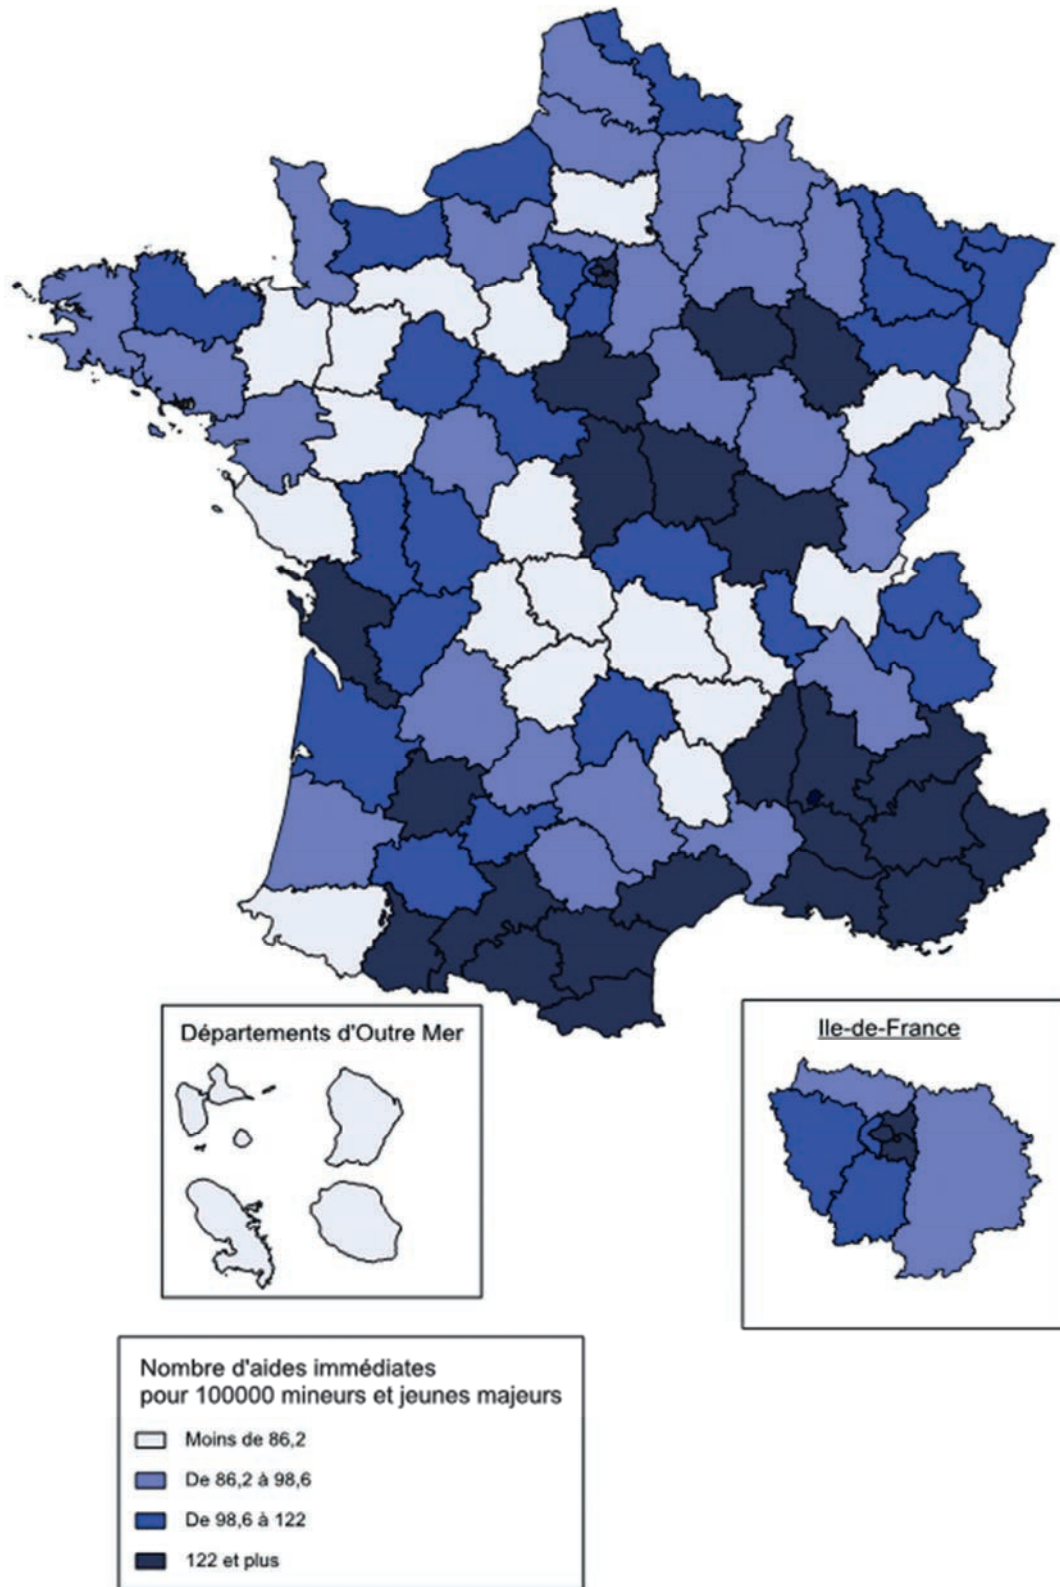 Départements d'Outre Mer
Ile-de-France
Nombre d'aides immédiates
pour 100000 mineurs et jeunes majeurs
Moins de 86,2
De 86,2 à 98,6
De 98,6 à 122
122 et plus